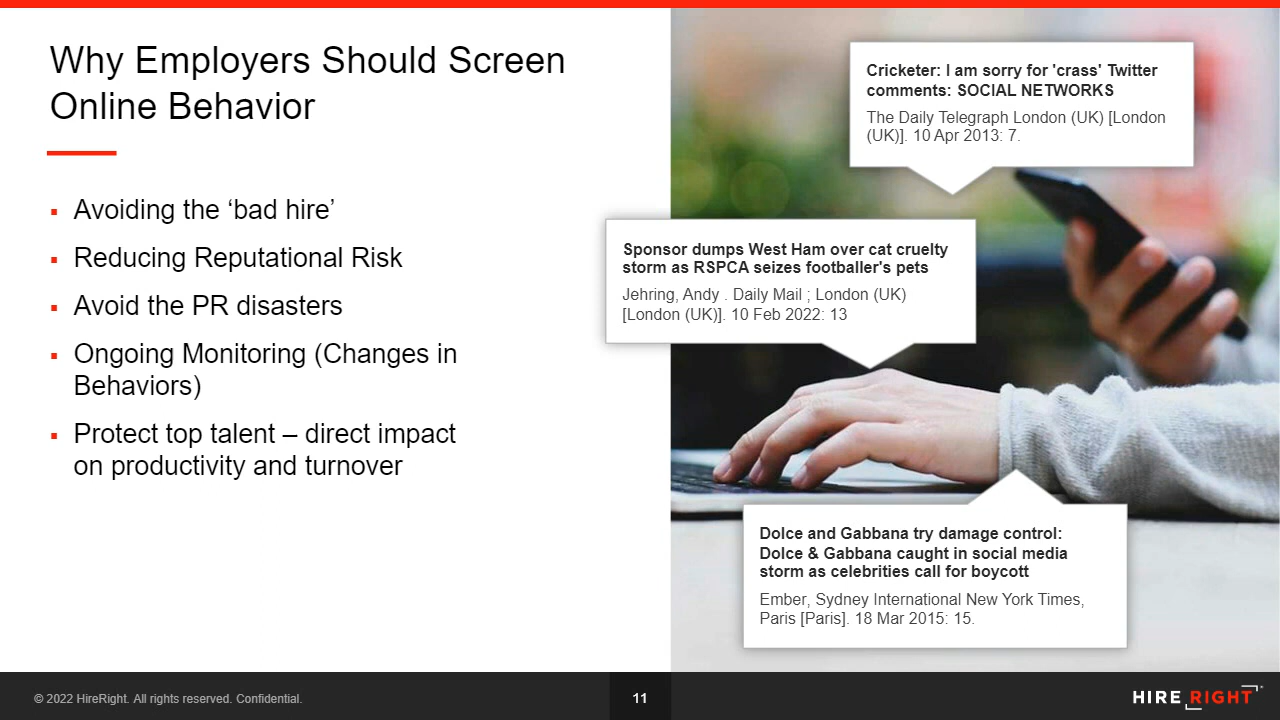 Why Employers Should Screen
Online Behavior
▪ Avoiding the ‘bad hire’
▪ Reducing Reputational Risk
▪ Avoid the PR disasters
▪ Ongoing Monitoring (Changes in
Behaviors)
▪ Protect top talent – direct impact
on productivity and turnover
Cricketer: I am sorry for 'crass' Twitter
comments: SOCIAL NETWORKS
The Daily Telegraph London (UK) [London
(UK)]. 10 Apr 2013: 7.
Sponsor dumps West Ham over cat cruelty
storm as RSPCA seizes footballer's pets
Jehring, Andy . Daily Mail ; London (UK)
[London (UK)]. 10 Feb 2022: 13
Dolce and Gabbana try damage control:
Dolce & Gabbana caught in social media
storm as celebrities call for boycott
Ember, Sydney International New York Times,
Paris [Paris]. 18 Mar 2015: 15.
© 2022 HireRight. All rights reserved. Confidential.
11
HIRE RIGHT